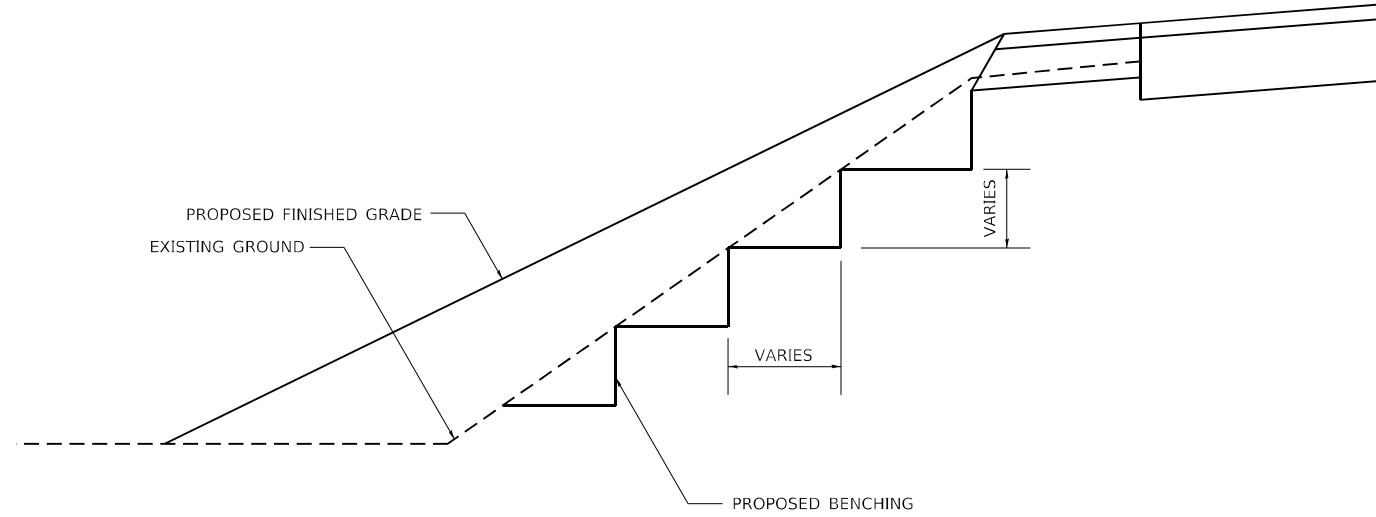 VARIES
PROPOSED FINISHED GRADE
EXISTING GROUND
VARIES
PROPOSED BENCHING